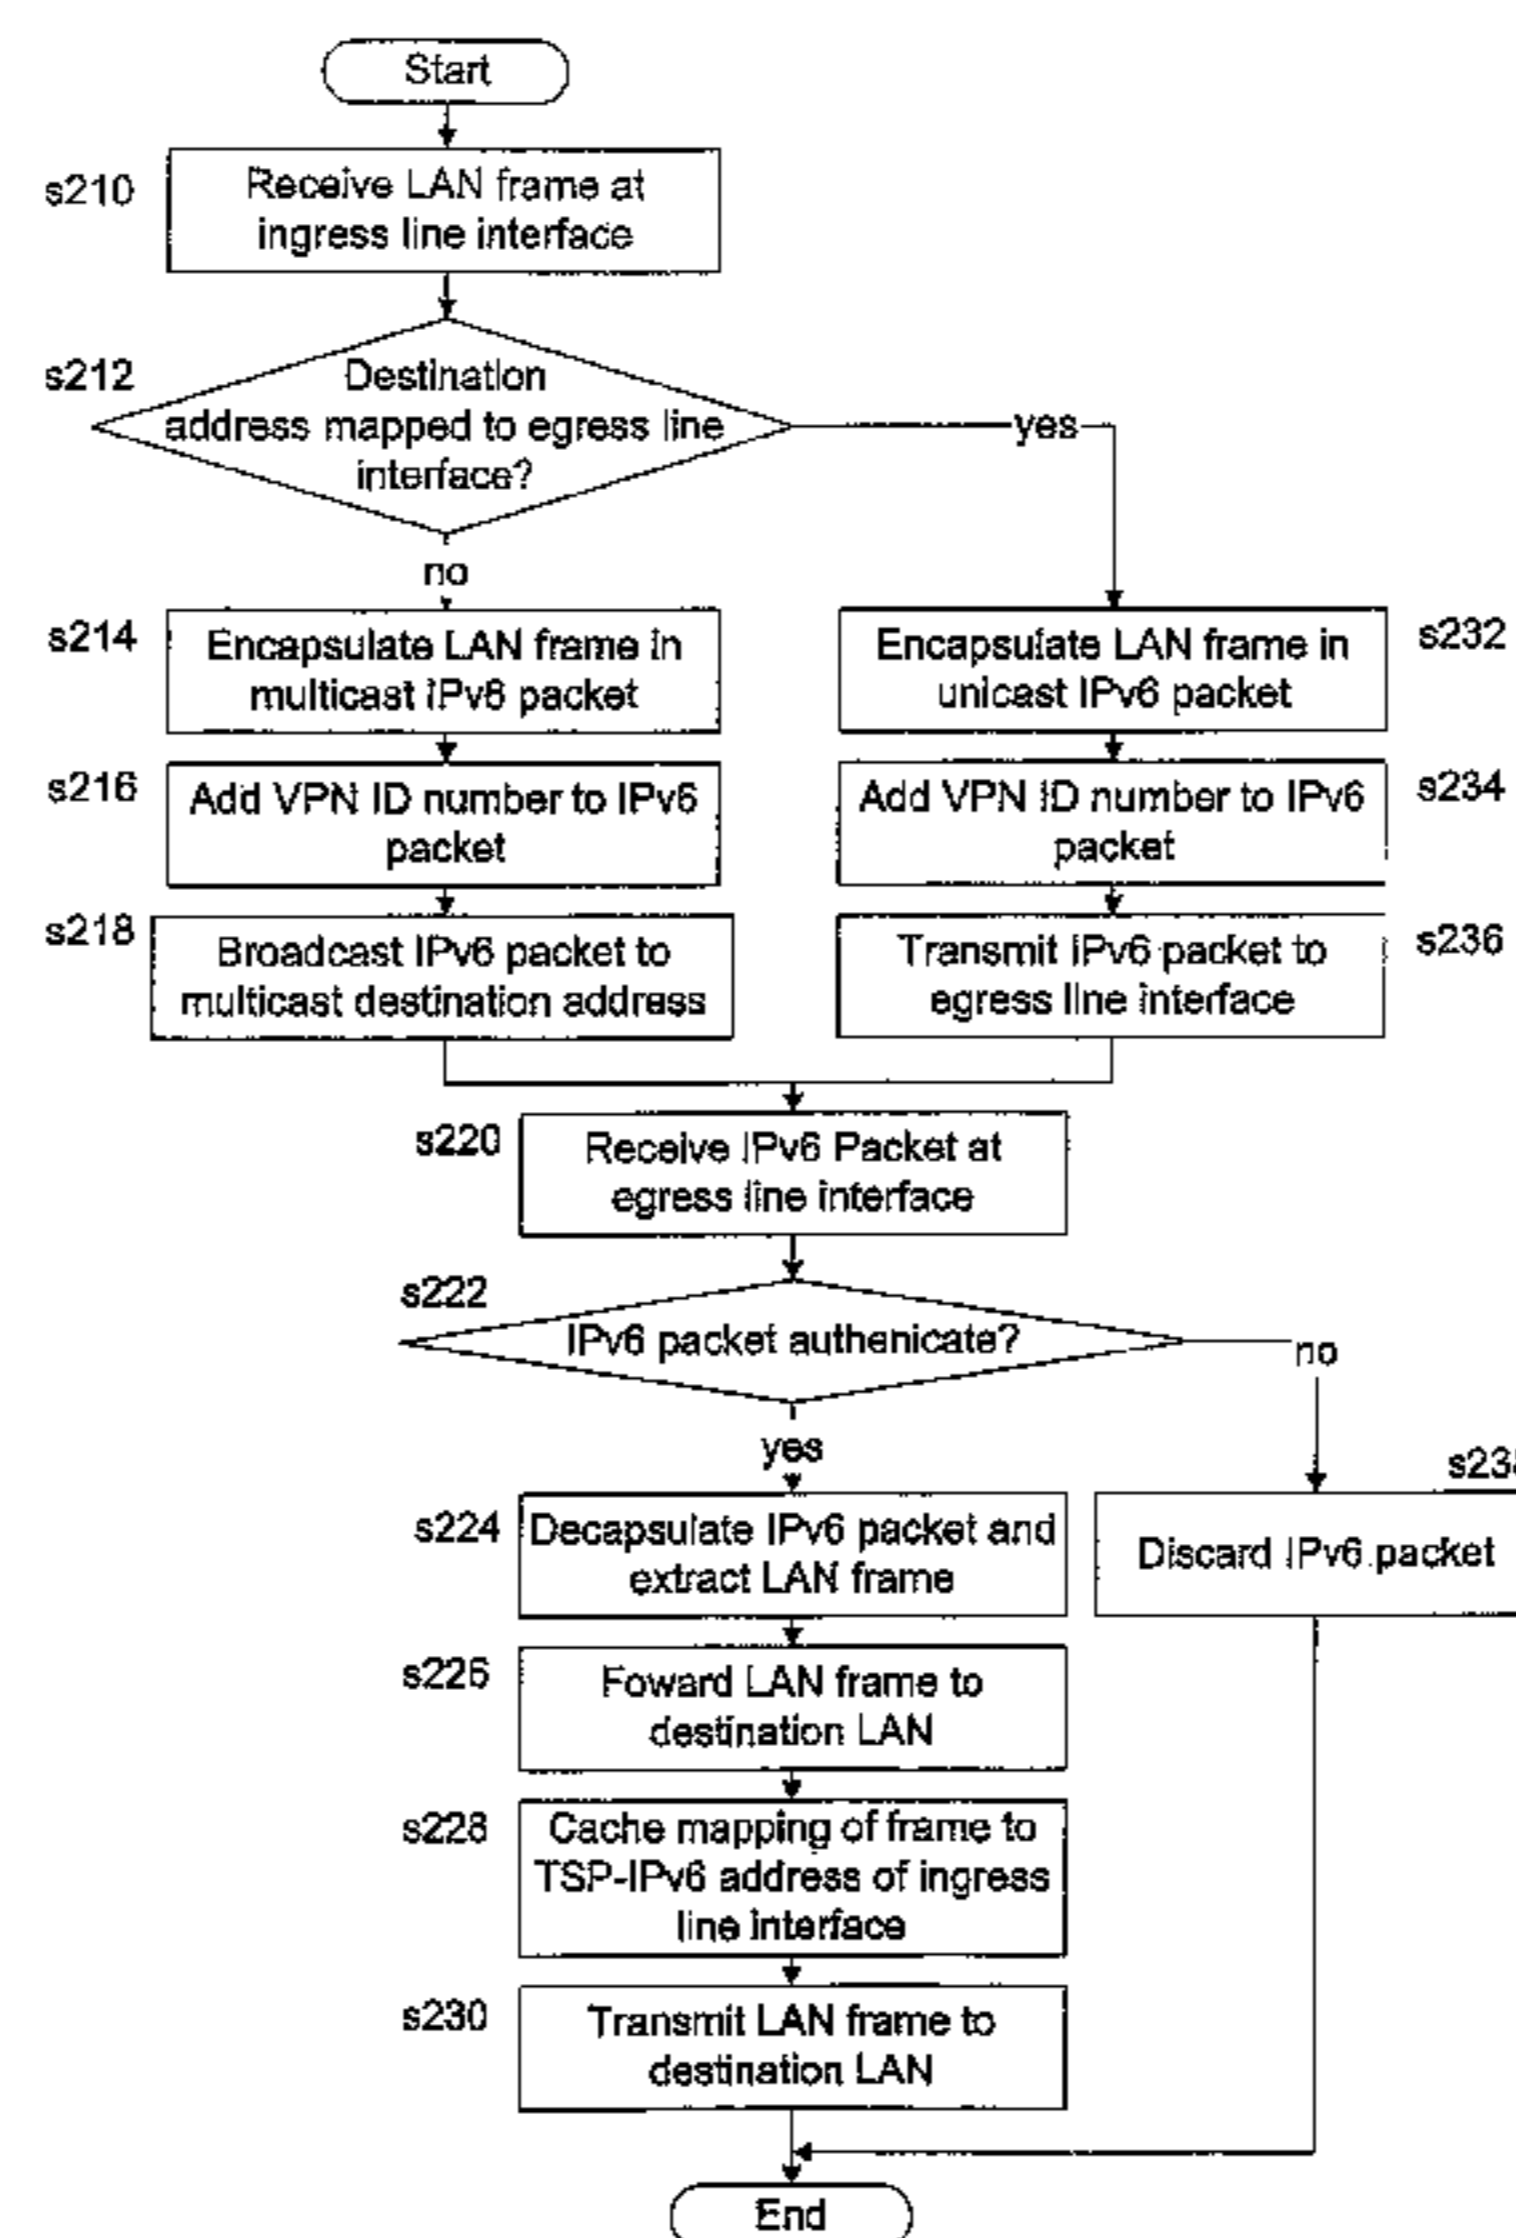 Start
s210
Receive LAN frame at
ingress line interface
s212
Destination
address mapped to egress line
interface?
yes
no
s214
Encapsulate LAN frame in
multicast IPv6 packet
Encapsulate LAN frame in
unicast IPv6 packet
s232
s216
Add VPN ID number to IPv6
packet
Add VPN ID number to IPv6
packet
s234
s218
Broadcast IPv6 packet to
multicast destination address
Transmit IPv6 packet to
egress line interface
s236
s220
Receive IPv6 Packet at
egress line interface
s222
IPv6 packet authenicate?
no
yes
s224
Decapsulate IPv6 packet and
extract LAN frame
Discard IPv6 packet
s226
Foward LAN frame to
destination LAN
s228
Cache mapping of frame to
TSP-IPv6 address of ingress
line interface
s230
Transmit LAN frame to
destination LAN
End